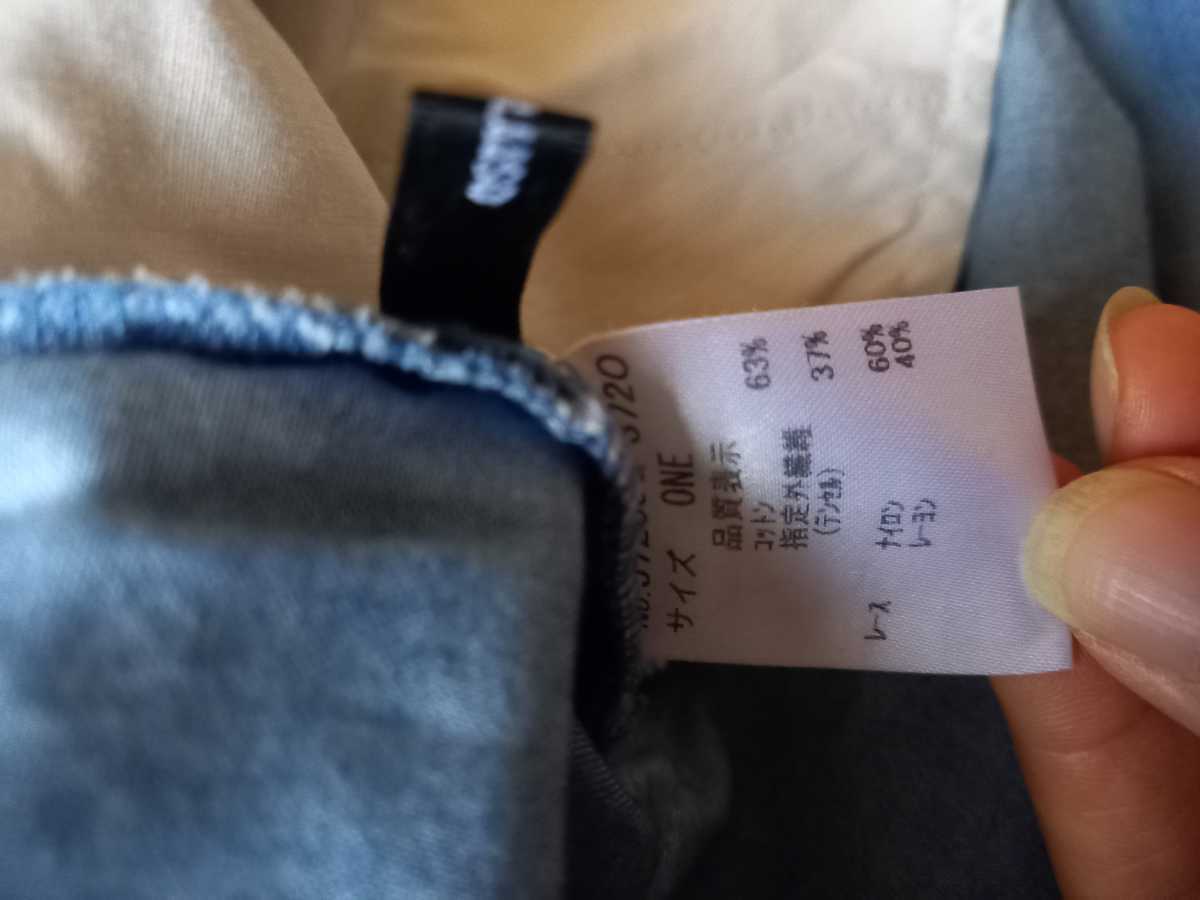 サイズ ONE
品質表示
コットン 63%
指定外繊維
(テンセル) 37%
レース ナイロン 60%
レーヨン 40%